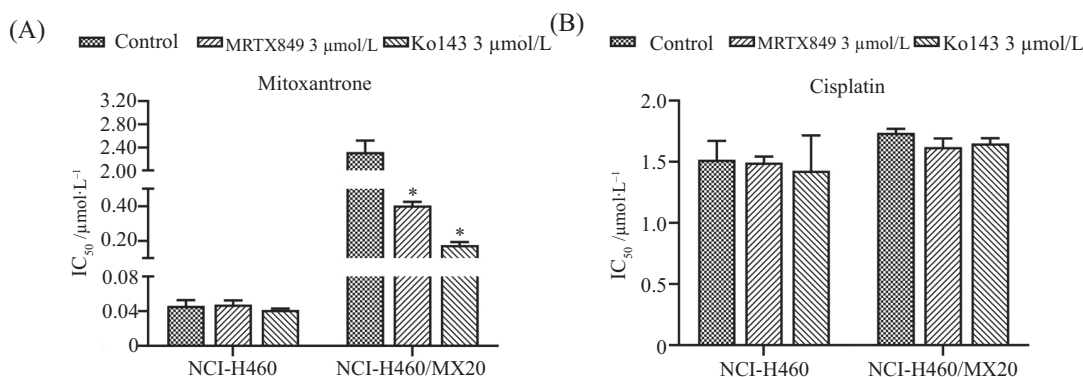 (A)
Control MRTX849 3 μmol/L Ko143 3 μmol/L
Mitoxantrone
3.20
2.80
2.40
2.00
0.40
0.20
0.08
0.04
0
IC50 /μmol·L−1
*
*
NCI-H460 NCI-H460/MX20
(B)
Control MRTX849 3 μmol/L Ko143 3 μmol/L
Cisplatin
2.0
1.5
1.0
0.5
0
IC50 /μmol·L−1
NCI-H460 NCI-H460/MX20